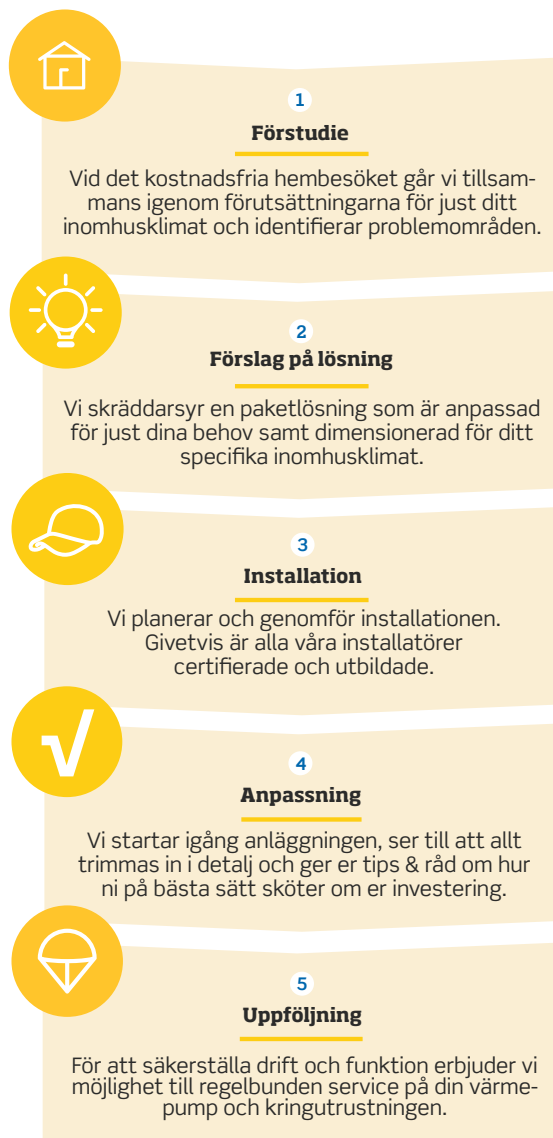 1
Förstudie
Vid det kostnadsfria hembesöket går vi tillsam-
mans igenom förutsättningarna för just ditt
inomhusklimat och identifierar problemområden.
2
Förslag på lösning
Vi skräddarsyr en paketlösning som är anpassad
för just dina behov samt dimensionerad för ditt
specifika inomhusklimat.
3
Installation
Vi planerar och genomför installationen.
Givetvis är alla våra installatörer
certifierade och utbildade.
4
Anpassning
Vi startar igång anläggningen, ser till att allt
trimmas in i detalj och ger er tips & råd om hur
ni på bästa sätt sköter om er investering.
5
Uppföljning
För att säkerställa drift och funktion erbjuder vi
möjlighet till regelbunden service på din värme-
pump och kringutrustningen.